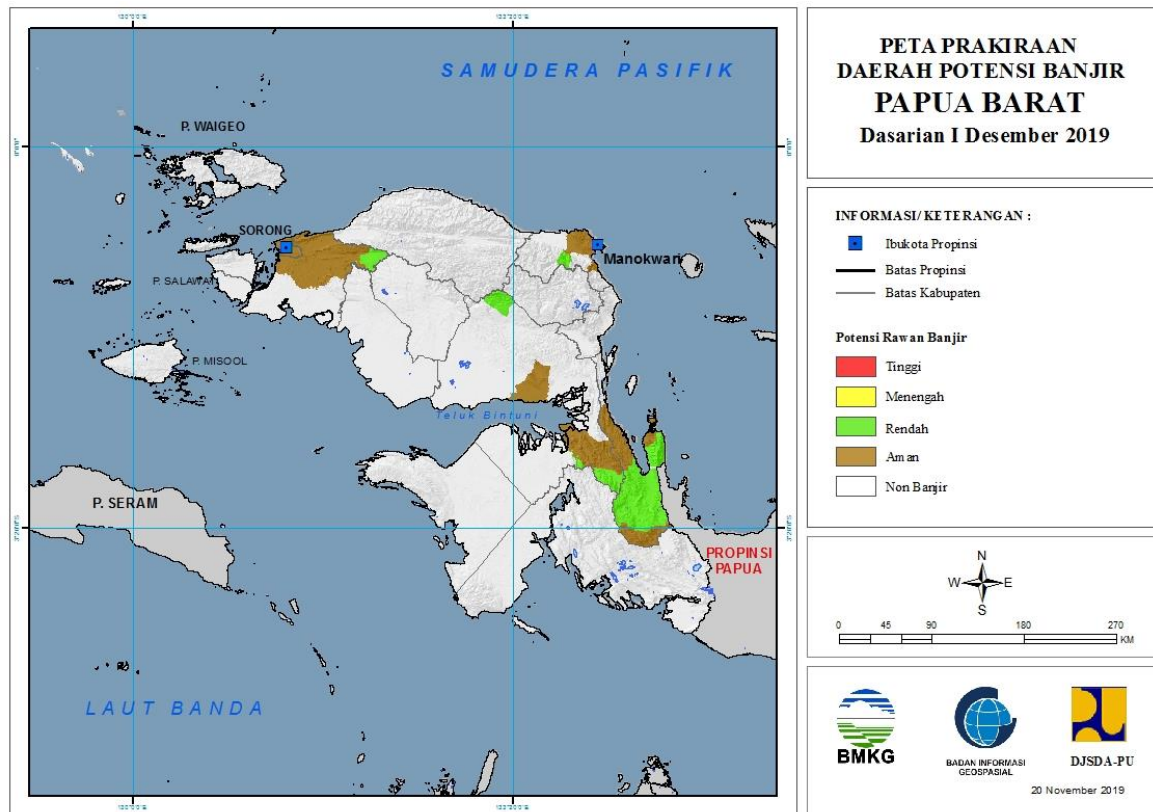 PETA PRAKIRAAN
DAERAH POTENSI BANJIR
PAPUA BARAT
Dasarian I Desember 2019
SAMUDERA PASIFIK
P. WAIGEO
SORONG
Manokwari
P. SALAWATI
P. MISOOL
Teluk Bintuni
P. SERAM
PROPINSI
PAPUA
LAUT BANDA
INFORMASI/ KETERANGAN :
Ibukota Propinsi
Batas Propinsi
Batas Kabupaten
Potensi Rawan Banjir
Tinggi
Menengah
Rendah
Aman
Non Banjir
N
W E
S
0 45 90 180 270
KM
BMKG
BADAN INFORMASI
GEOSPASIAL
DJSDA-PU
20 November 2019